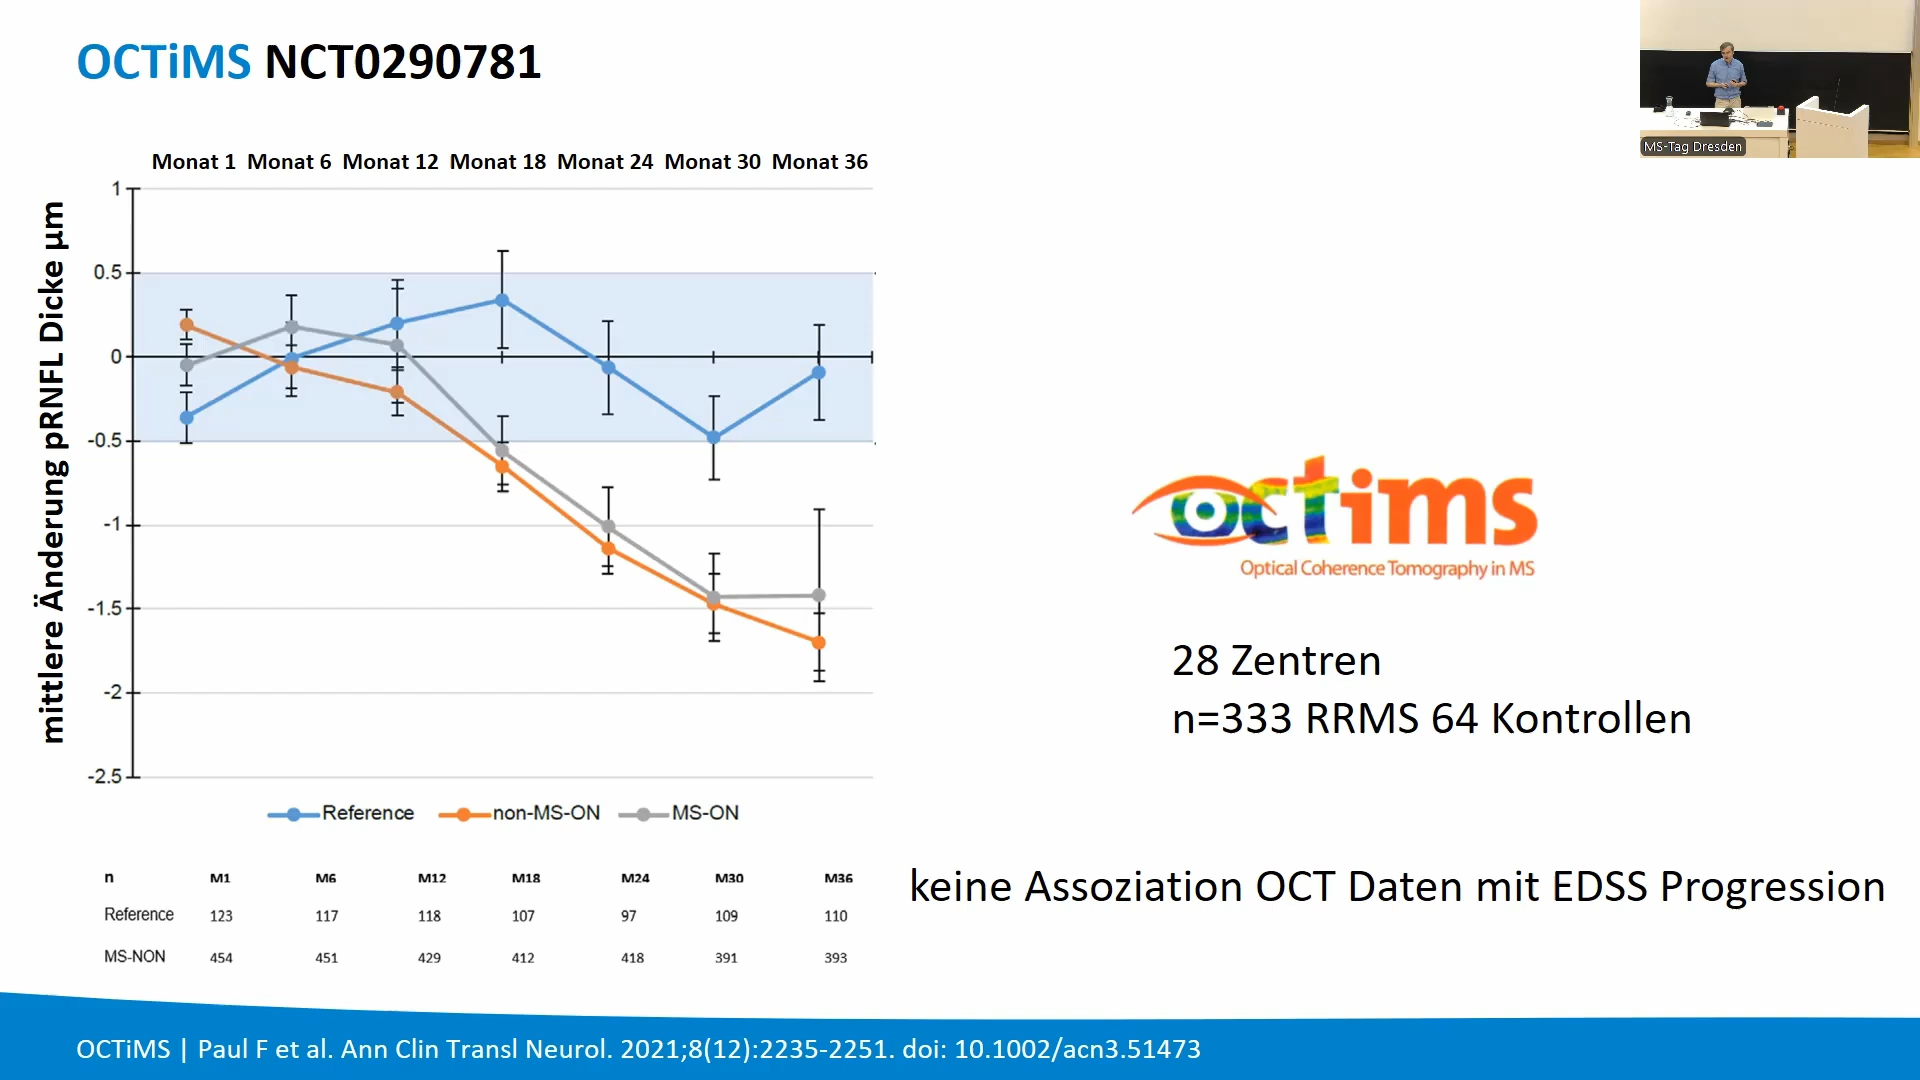 OCTiMS NCT0290781
MS-Tag Dresden
Monat 1 Monat 6 Monat 12 Monat 18 Monat 24 Monat 30 Monat 36
mittlere Änderung pRNFL Dicke µm
1
0.5
0
-0.5
-1
-1.5
-2
-2.5
Reference non-MS-ON MS-ON
n M1 M6 M12 M18 M24 M30 M36
Reference 123 117 118 107 97 109 110
MS-NON 454 451 429 412 418 391 393
octims
Optical Coherence Tomography in MS
28 Zentren
n=333 RRMS 64 Kontrollen
keine Assoziation OCT Daten mit EDSS Progression
OCTiMS | Paul F et al. Ann Clin Transl Neurol. 2021;8(12):2235-2251. doi: 10.1002/acn3.51473